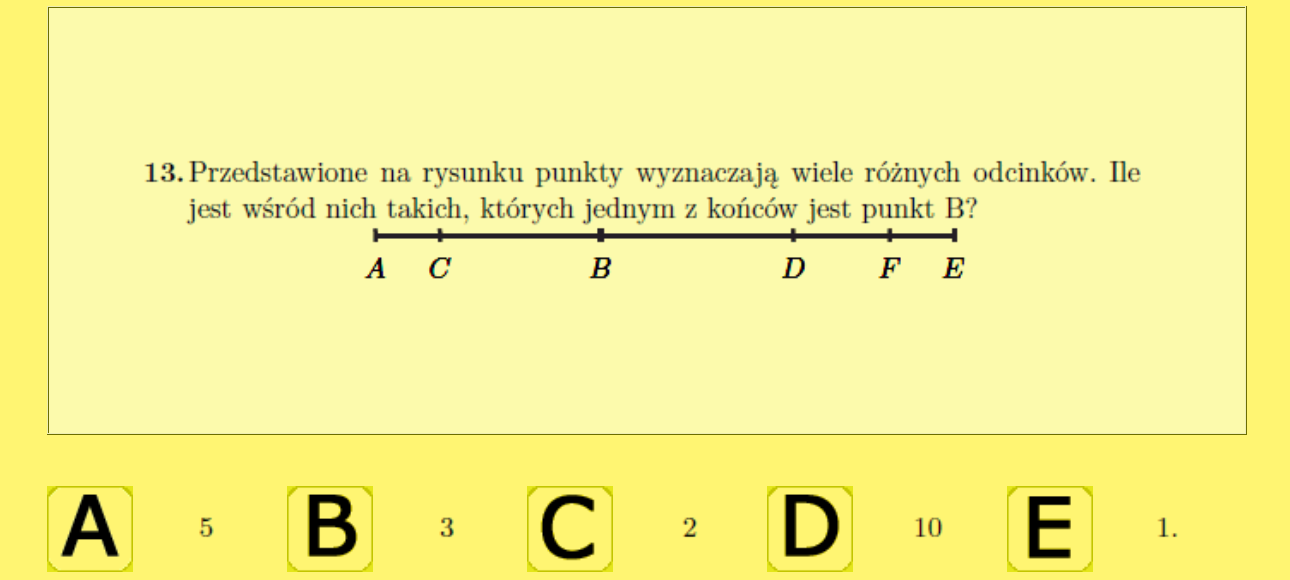 13. Przedstawione na rysunku punkty wyznaczają wiele różnych odcinków. Ile
jest wśród nich takich, których jednym z końców jest punkt B?
A C B D F E
A 5 B 3 C 2 D 10 E 1.